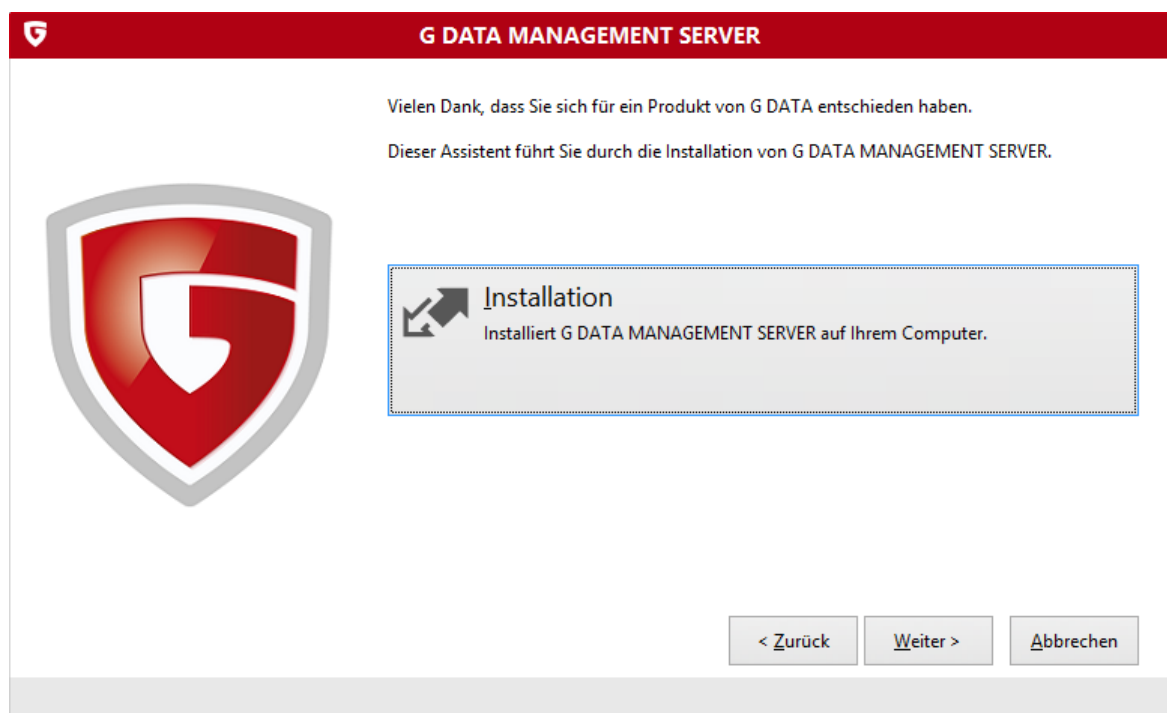 G DATA MANAGEMENT SERVER
Vielen Dank, dass Sie sich für ein Produkt von G DATA entschieden haben.
Dieser Assistent führt Sie durch die Installation von G DATA MANAGEMENT SERVER.
Installation
Installiert G DATA MANAGEMENT SERVER auf Ihrem Computer.
< Zurück Weiter > Abbrechen